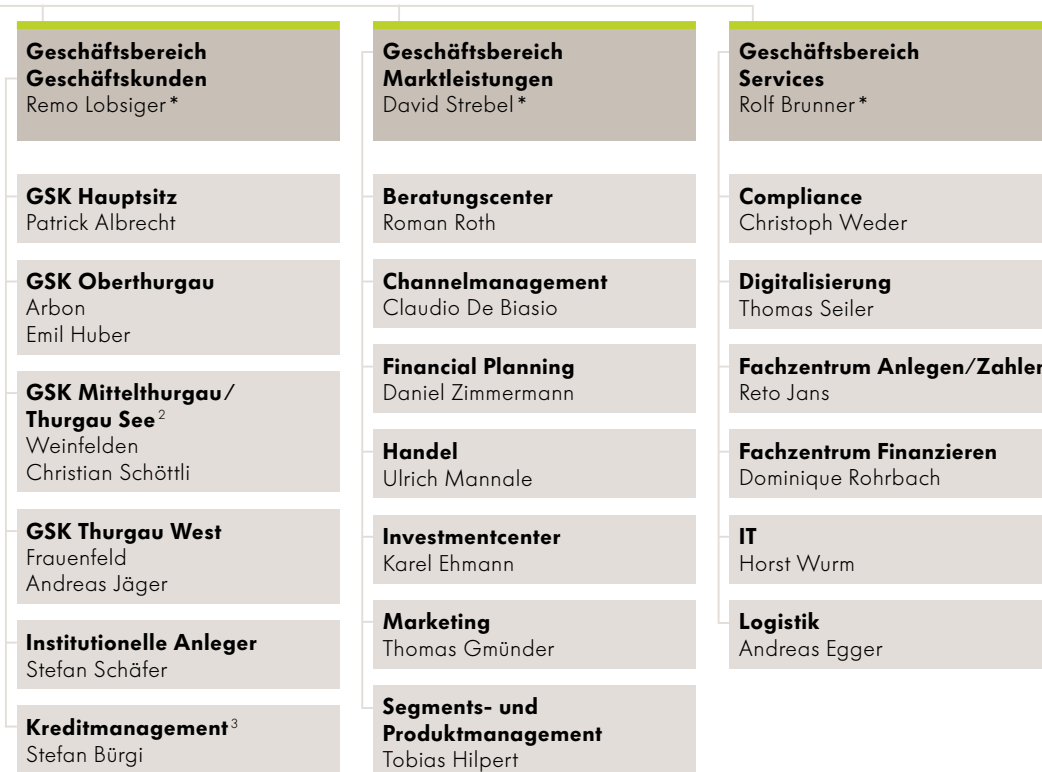 Geschäftsbereich
Geschäftskunden
Remo Lobsiger*
GSK Hauptsitz
Patrick Albrecht
GSK Oberthurgau
Arbon
Emil Huber
GSK Mittelthurgau/
Thurgau See²
Weinfelden
Christian Schöttli
GSK Thurgau West
Frauenfeld
Andreas Jäger
Institutionelle Anleger
Stefan Schäfer
Kreditmanagement³
Stefan Bürgi
Geschäftsbereich
Marktleistungen
David Strebel*
Beratungscenter
Roman Roth
Channelmanagement
Claudio De Biasio
Financial Planning
Daniel Zimmermann
Handel
Ulrich Mannale
Investmentcenter
Karel Ehmann
Marketing
Thomas Gmünder
Segments- und
Produktmanagement
Tobias Hilpert
Geschäftsbereich
Services
Rolf Brunner*
Compliance
Christoph Weder
Digitalisierung
Thomas Seiler
Fachzentrum Anlegen/Zahlen
Reto Jans
Fachzentrum Finanzieren
Dominique Rohrbach
IT
Horst Wurm
Logistik
Andreas Egger